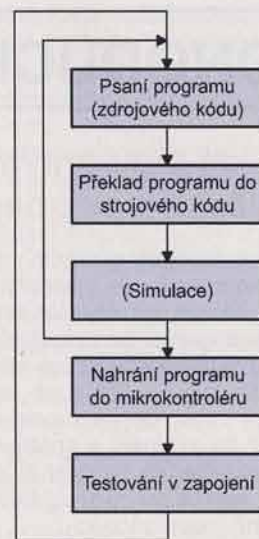 Psaní programu
(zdrojového kódu)
Překlad programu do
strojového kódu
(Simulace)
Nahrání programu
do mikrokontroléru
Testování v zapojení